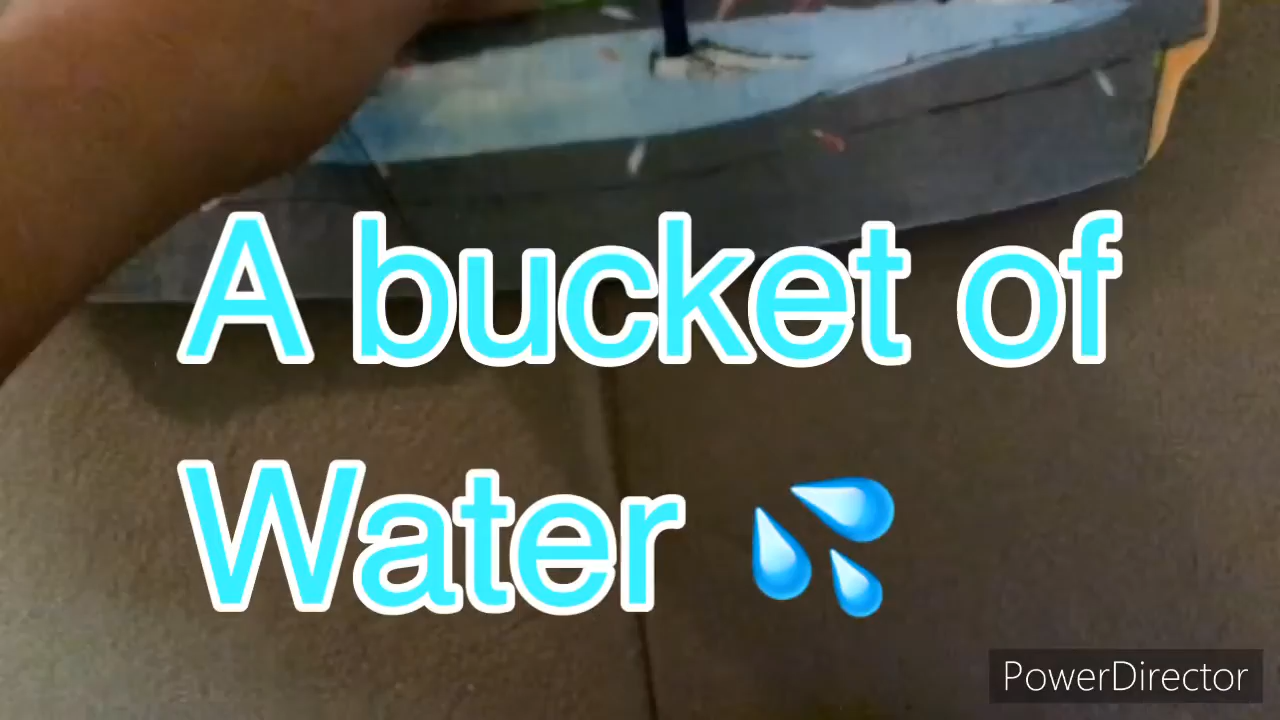 A bucket of
Water 💦
PowerDirector